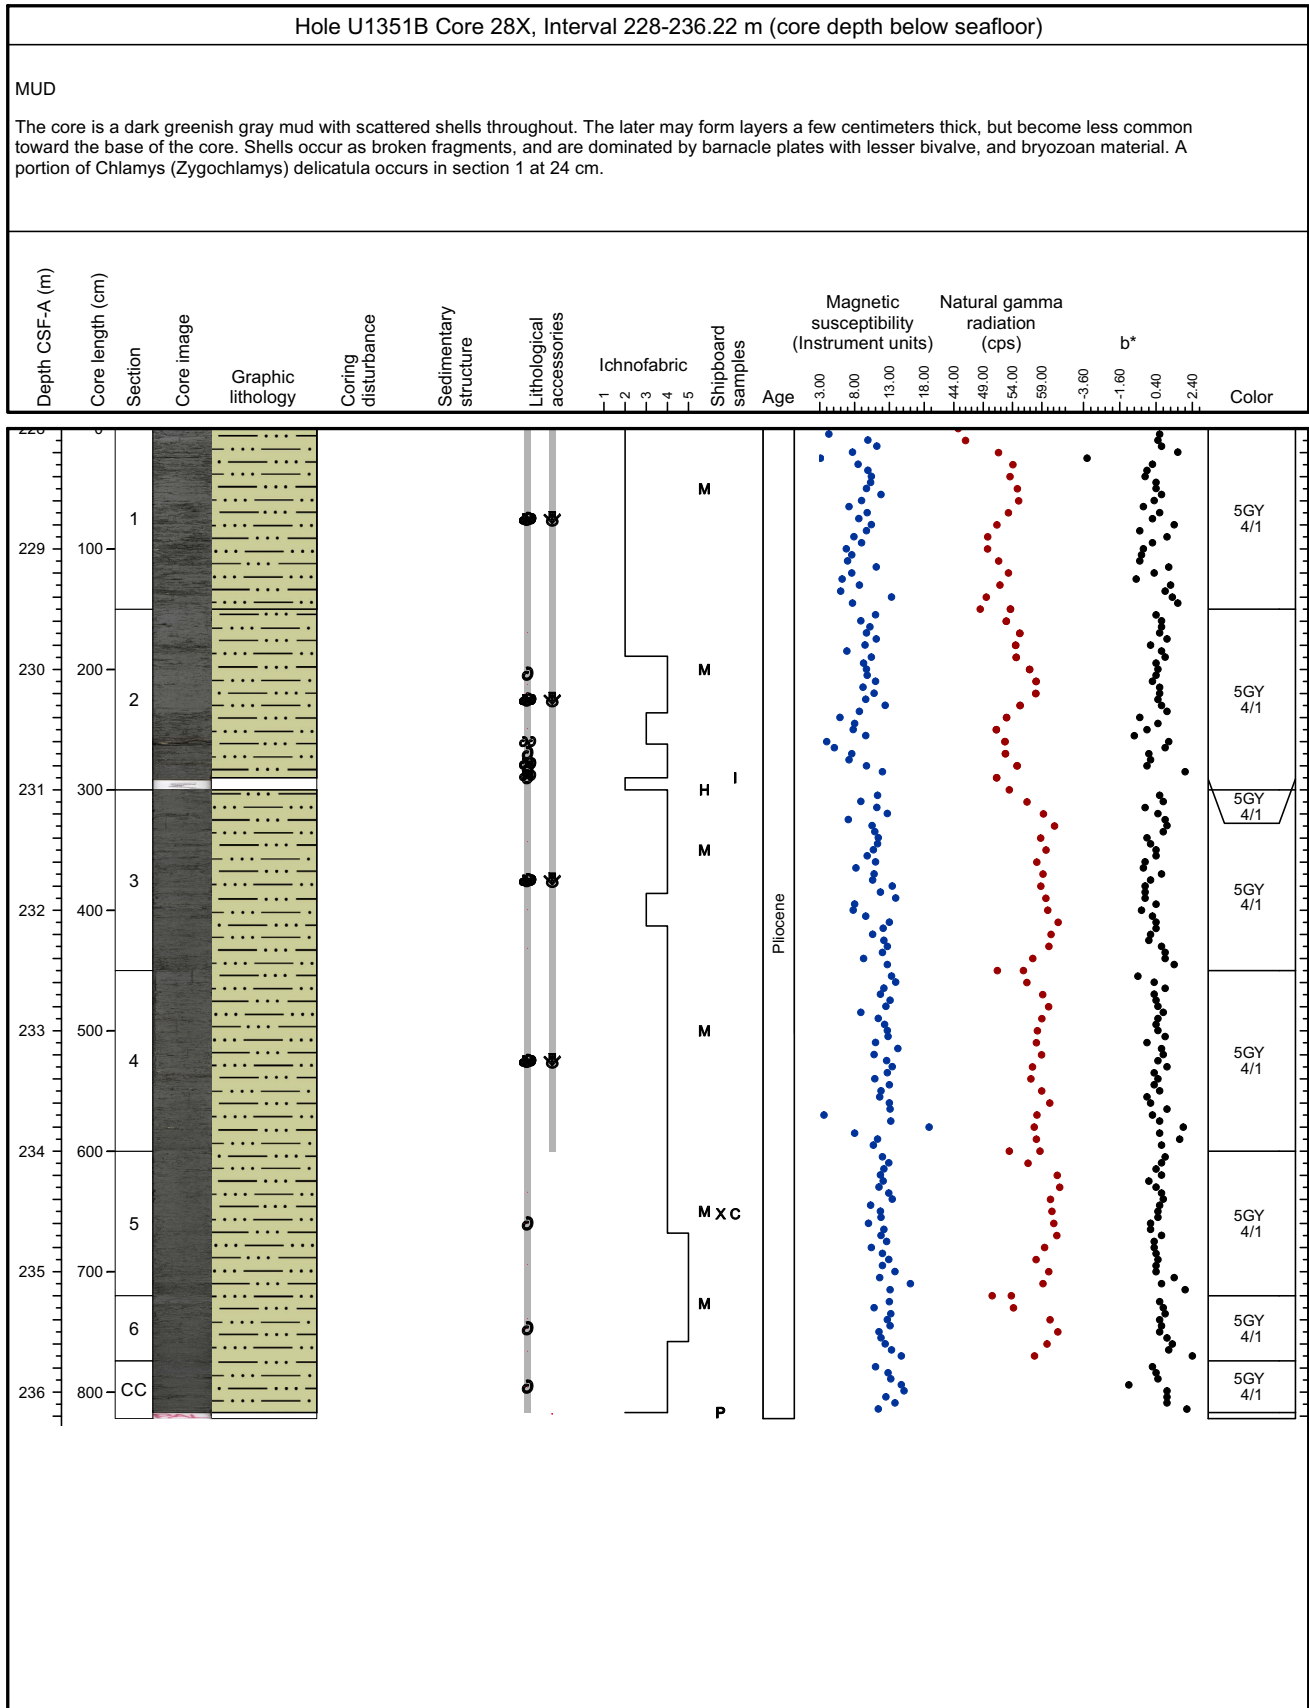 Hole U1351B Core 28X, Interval 228-236.22 m (core depth below seafloor)
MUD
The core is a dark greenish gray mud with scattered shells throughout. The later may form layers a few centimeters thick, but become less common
toward the base of the core. Shells occur as broken fragments, and are dominated by barnacle plates with lesser bivalve, and bryozoan material. A
portion of Chlamys (Zygochlamys) delicatula occurs in section 1 at 24 cm.
Depth CSF-A (m)
Core length (cm)
Section
Core image
Graphic
lithology
Coring
disturbance
Sedimentary
structure
Lithological
accessories
Ichnofabric
1 2 3 4 5
Shipboard
samples
Age
Magnetic
susceptibility
(Instrument units)
3.00 8.00 13.00 18.00
Natural gamma
radiation
(cps)
44.00 49.00 54.00 59.00
b*
-3.60 -1.60 0.40 2.40
Color
228 0
M
1
5GY
4/1
229 100
230 200
M
2
5GY
4/1
I
231 300
H
5GY
4/1
M
3
5GY
4/1
232 400
Pliocene
233 500
M
4
5GY
4/1
234 600
M X C
5
5GY
4/1
235 700
M
6
5GY
4/1
236 800
CC
5GY
4/1
P